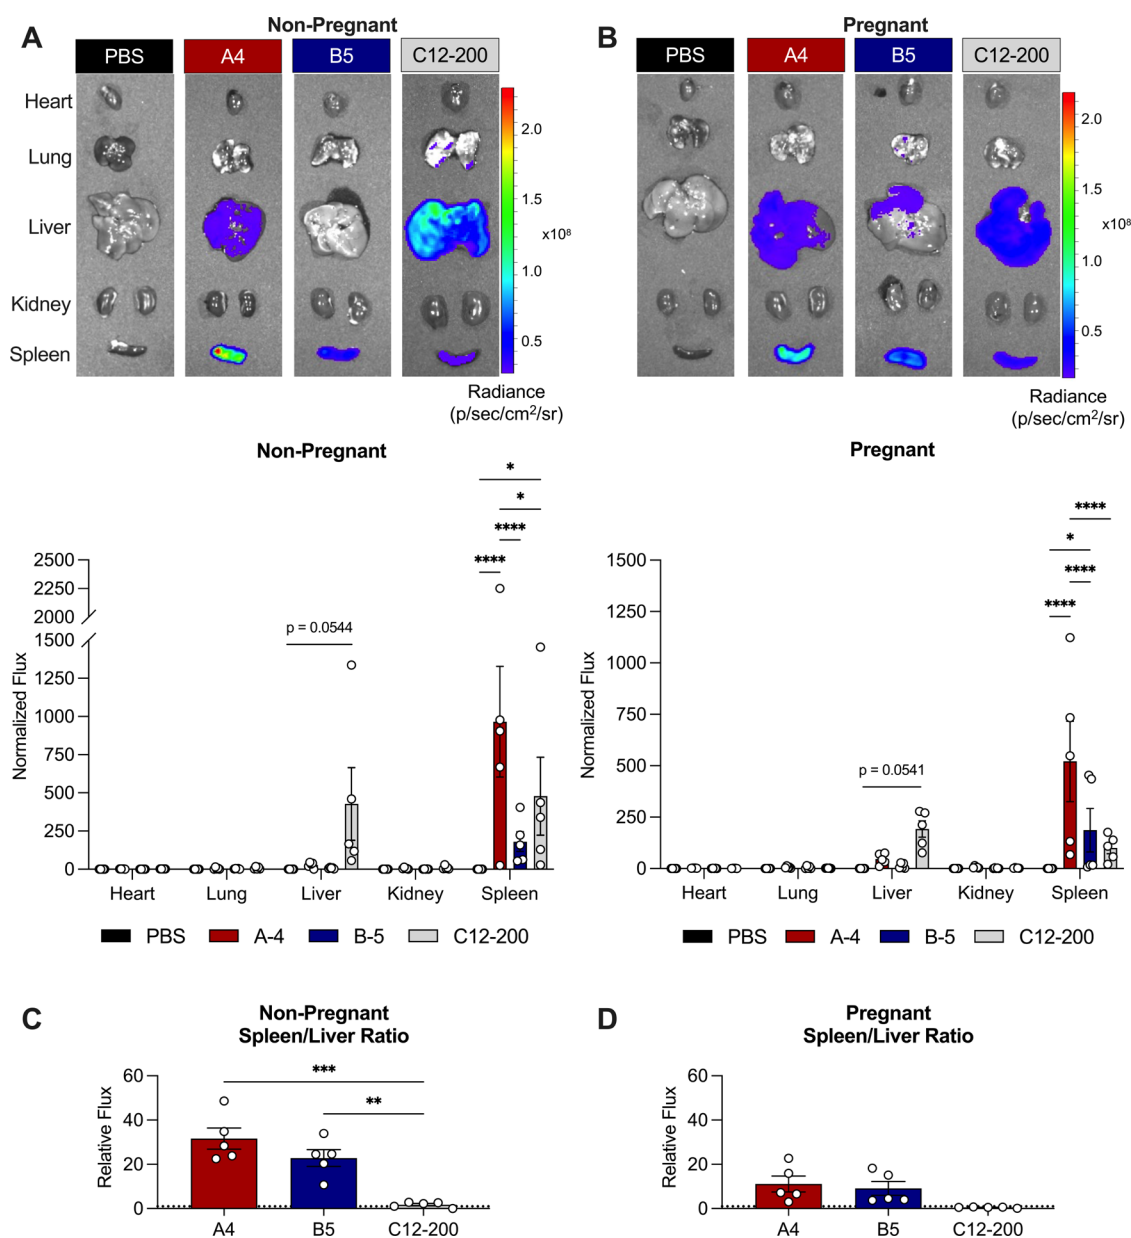 A
Non-Pregnant
PBS
A4
B5
C12-200
Heart
Lung
Liver
Kidney
Spleen
2.0
x10⁸
1.0
0.5
Radiance
(p/sec/cm²/sr)
B
Pregnant
PBS
A4
B5
C12-200
2.0
x10⁸
1.0
0.5
Radiance
(p/sec/cm²/sr)
Non-Pregnant
Normalized Flux
2500
2250
2000
1500
1250
1000
750
500
250
0
p = 0.0544
*
*
****
****
Heart
Lung
Liver
Kidney
Spleen
PBS
A-4
B-5
C12-200
Pregnant
Normalized Flux
1500
1250
1000
750
500
250
0
p = 0.0541
****
*
****
****
Heart
Lung
Liver
Kidney
Spleen
PBS
A-4
B-5
C12-200
C
Non-Pregnant
Spleen/Liver Ratio
Relative Flux
60
40
20
0
***
**
A4
B5
C12-200
D
Pregnant
Spleen/Liver Ratio
Relative Flux
60
40
20
0
A4
B5
C12-200